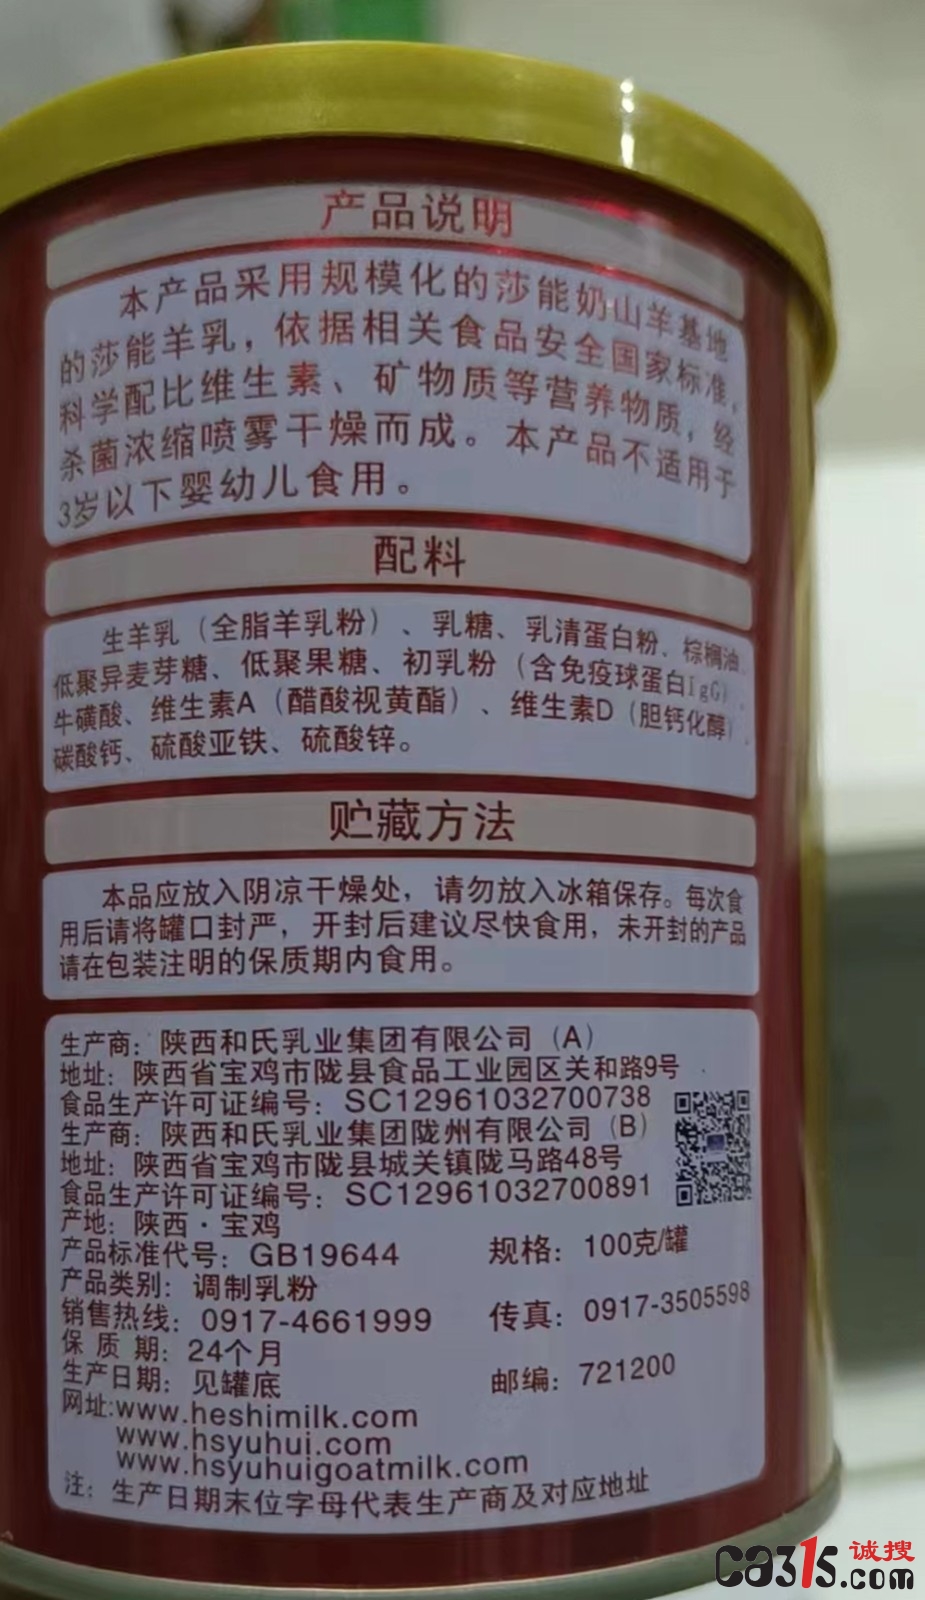 产品说明
本产品采用规模化的莎能奶山羊基地
的莎能羊乳，依据相关食品安全国家标准，
科学配比维生素、矿物质等营养物质，经
杀菌浓缩喷雾干燥而成。本产品不适用于
3岁以下婴幼儿食用。
配料
生羊乳（全脂羊乳粉）、乳糖、乳清蛋白粉、棕榈油、
低聚异麦芽糖、低聚果糖、初乳粉（含免疫球蛋白IgG）、
牛磺酸、维生素A（醋酸视黄酯）、维生素D（胆钙化醇）、
碳酸钙、硫酸亚铁、硫酸锌。
贮藏方法
本品应放入阴凉干燥处，请勿放入冰箱保存。每次食
用后请将罐口封严，开封后建议尽快食用，未开封的产品
请在包装注明的保质期内食用。
生产商：陕西和氏乳业集团有限公司（A）
地址：陕西省宝鸡市陇县食品工业园区关和路9号
食品生产许可证编号：SC12961032700738
生产商：陕西和氏乳业集团陇州有限公司（B）
地址：陕西省宝鸡市陇县城关镇陇马路48号
食品生产许可证编号：SC12961032700891
产地：陕西·宝鸡
产品标准代号：GB19644 规格：100克/罐
产品类别：调制乳粉
销售热线：0917-4661999 传真：0917-3505598
保质期：24个月
生产日期：见罐底 邮编：721200
网址:www.heshimilk.com
www.hsyuhui.com
www.hsyuhuigoatmilk.com
注：生产日期末位字母代表生产商及对应地址
ca315诚搜.com